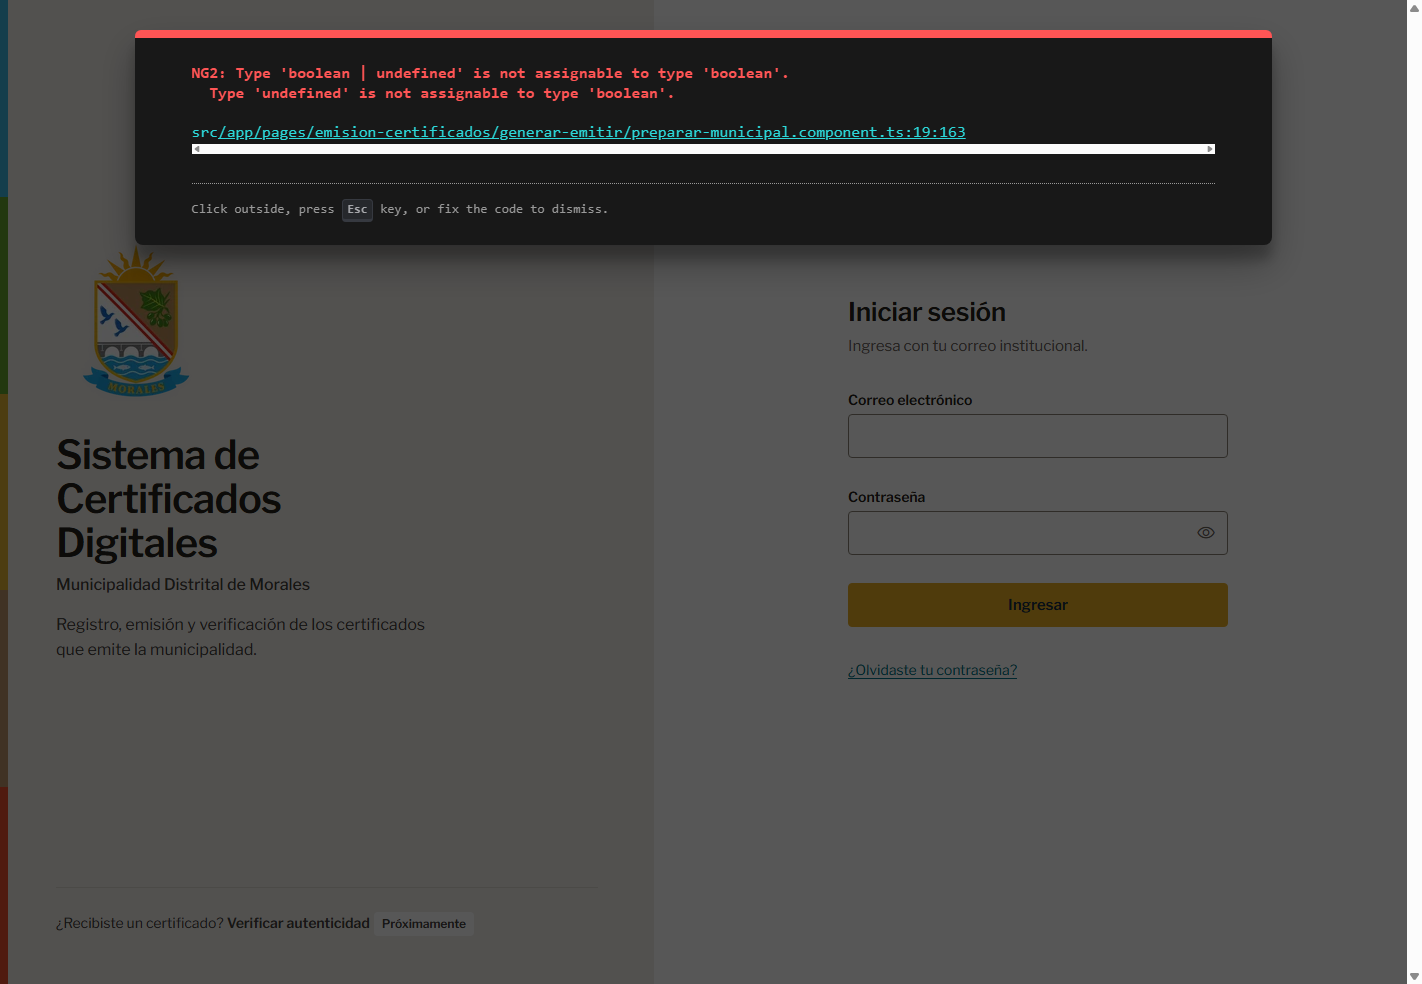 NG2: Type 'boolean | undefined' is not assignable to type 'boolean'.
Type 'undefined' is not assignable to type 'boolean'.
src/app/pages/emision-certificados/generar-emitir/preparar-municipal.component.ts:19:163
Click outside, press Esc key, or fix the code to dismiss.
MORALES
Sistema de
Certificados
Digitales
Municipalidad Distrital de Morales
Registro, emisión y verificación de los certificados
que emite la municipalidad.
¿Recibiste un certificado? Verificar autenticidad Próximamente
Iniciar sesión
Ingresa con tu correo institucional.
Correo electrónico
Contraseña
Ingresar
¿Olvidaste tu contraseña?